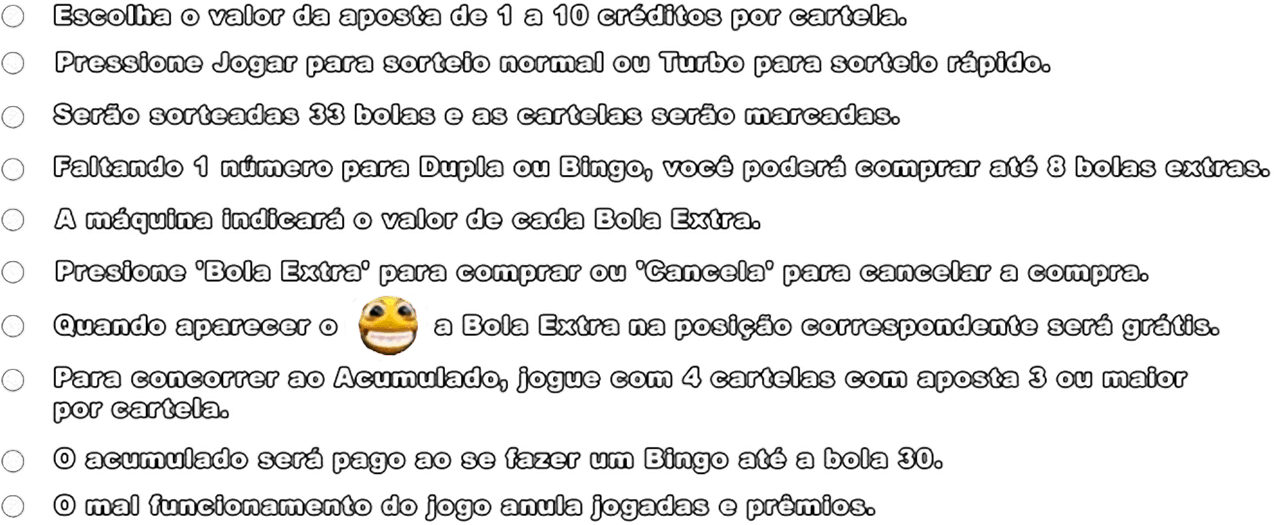 Escolha o valor da aposta de 1 a 10 créditos por cartela.
Pressione Jogar para sorteio normal ou Turbo para sorteio rápido.
Serão sorteadas 33 bolas e as cartelas serão marcadas.
Faltando 1 número para Dupla ou Bingo, você poderá comprar até 8 bolas extras.
A máquina indicará o valor de cada Bola Extra.
Presione 'Bola Extra' para comprar ou 'Cancela' para cancelar a compra.
Quando aparecer o a Bola Extra na posição correspondente será grátis.
Para concorrer ao Acumulado, jogue com 4 cartelas com aposta 3 ou maior
por cartela.
O acumulado será pago ao se fazer um Bingo até a bola 30.
O mal funcionamento do jogo anula jogadas e prêmios.